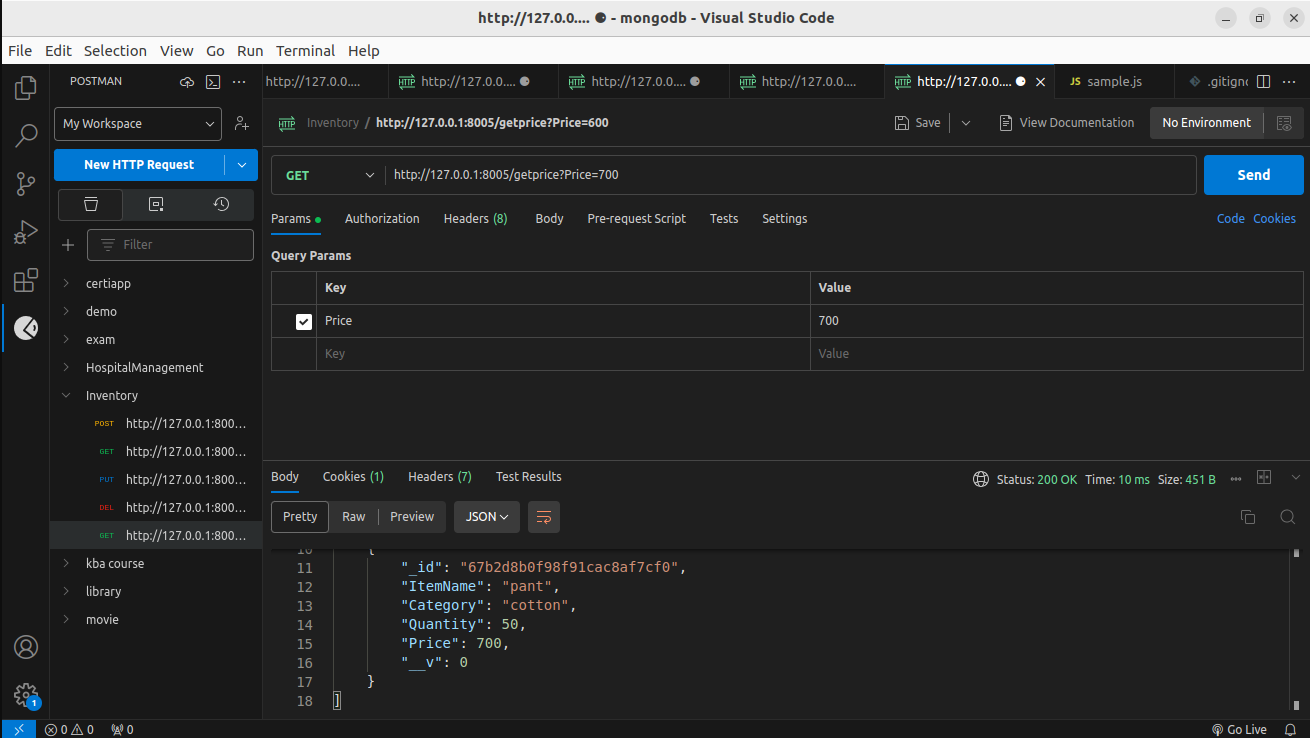 http://127.0.0.... ⚈ - mongodb - Visual Studio Code
File Edit Selection View Go Run Terminal Help
POSTMAN
http://127.0.0....
HTTP http://127.0.0....
HTTP http://127.0.0....
HTTP http://127.0.0....
HTTP http://127.0.0....
JS sample.js
.gitigno
My Workspace
New HTTP Request
Filter
certiapp
demo
exam
HospitalManagement
Inventory
POST http://127.0.0.1:800...
GET http://127.0.0.1:800...
PUT http://127.0.0.1:800...
DEL http://127.0.0.1:800...
GET http://127.0.0.1:800...
kba course
library
movie
HTTP Inventory / http://127.0.0.1:8005/getprice?Price=600
Save View Documentation No Environment
GET http://127.0.0.1:8005/getprice?Price=700 Send
Params Authorization Headers (8) Body Pre-request Script Tests Settings Code Cookies
Query Params
Key Value
Price 700
Key Value
Body Cookies (1) Headers (7) Test Results Status: 200 OK Time: 10 ms Size: 451 B
Pretty Raw Preview JSON
10 {
11 "_id": "67b2d8b0f98f91cac8af7cf0",
12 "ItemName": "pant",
13 "Category": "cotton",
14 "Quantity": 50,
15 "Price": 700,
16 "__v": 0
17 }
18 ]
1
0 0 0 Go Live